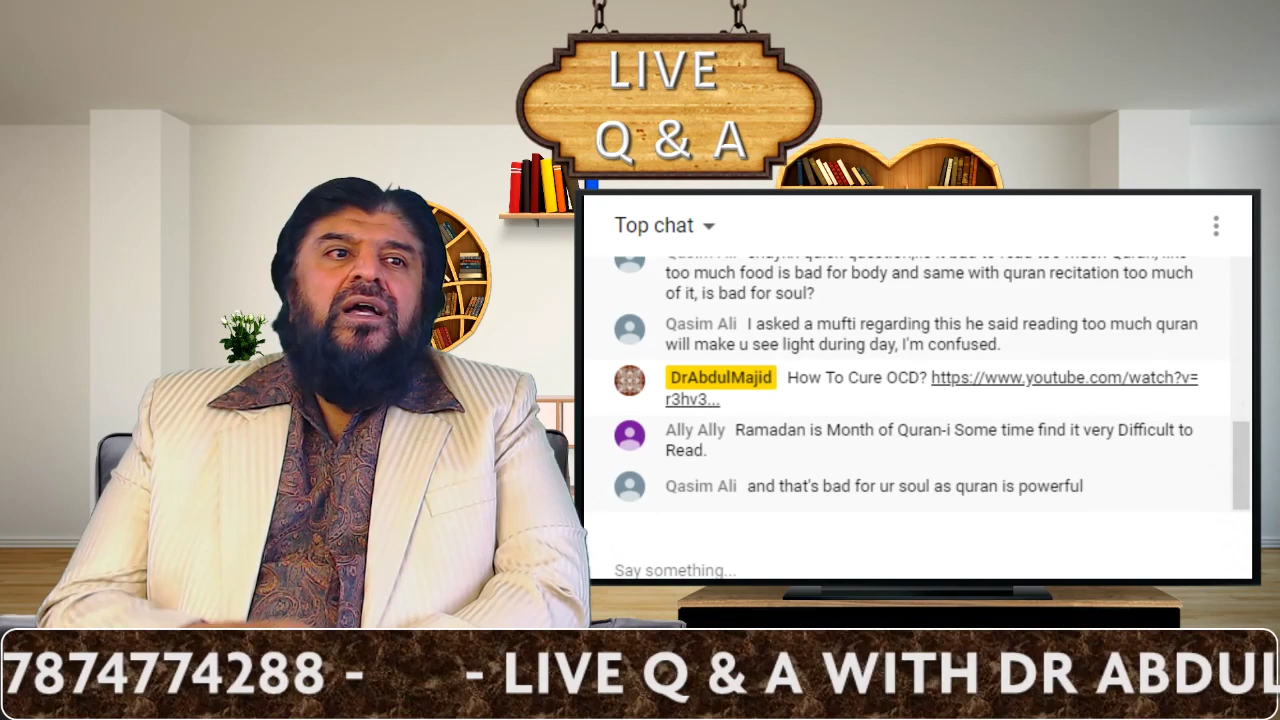 LIVE
Q & A
Top chat
too much food is bad for body and same with quran recitation too much
of it, is bad for soul?
Qasim Ali I asked a mufti regarding this he said reading too much quran
will make u see light during day, I'm confused.
DrAbdulMajid How To Cure OCD? https://www.youtube.com/watch?v=
r3hv3...
Ally Ally Ramadan is Month of Quran-i Some time find it very Difficult to
Read.
Qasim Ali and that's bad for ur soul as quran is powerful
Say something...
7874774288 - - LIVE Q & A WITH DR ABDUL